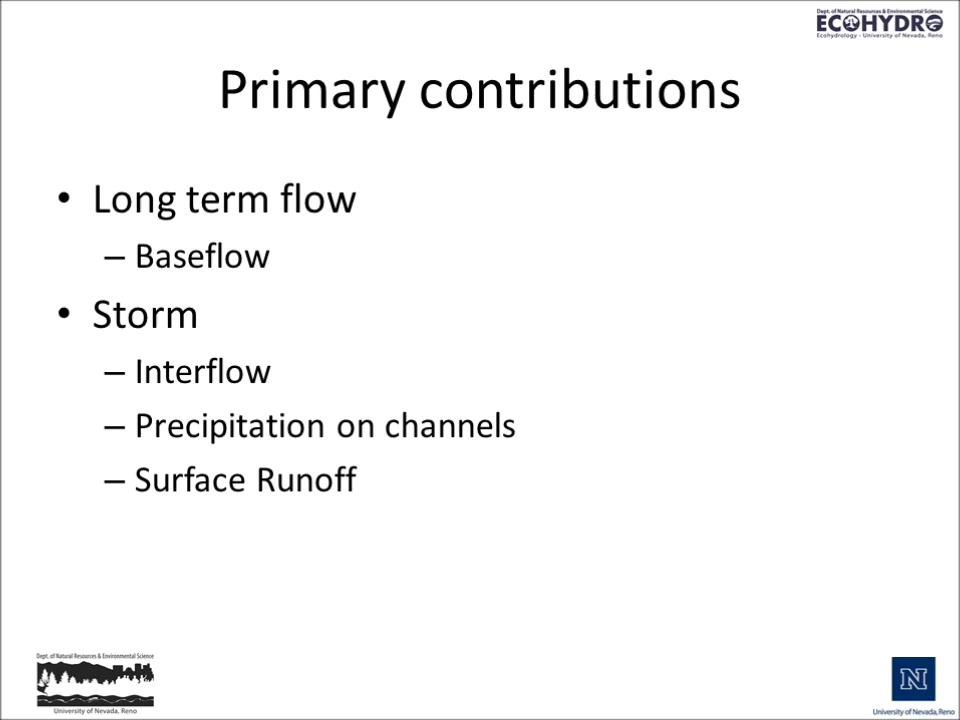 Dept. of Natural Resources & Environmental Science
ECOHYDRO
Ecohydrology - University of Nevada, Reno
Primary contributions
• Long term flow
– Baseflow
• Storm
– Interflow
– Precipitation on channels
– Surface Runoff
Dept. of Natural Resources & Environmental Science
University of Nevada, Reno
N
University of Nevada, Reno